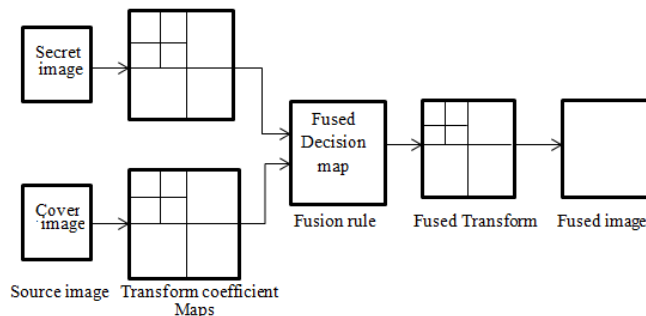 Secret
image
Fused
Decision
map
Cover
image
Fusion rule
Fused Transform
Fused image
Source image
Transform coefficient
Maps